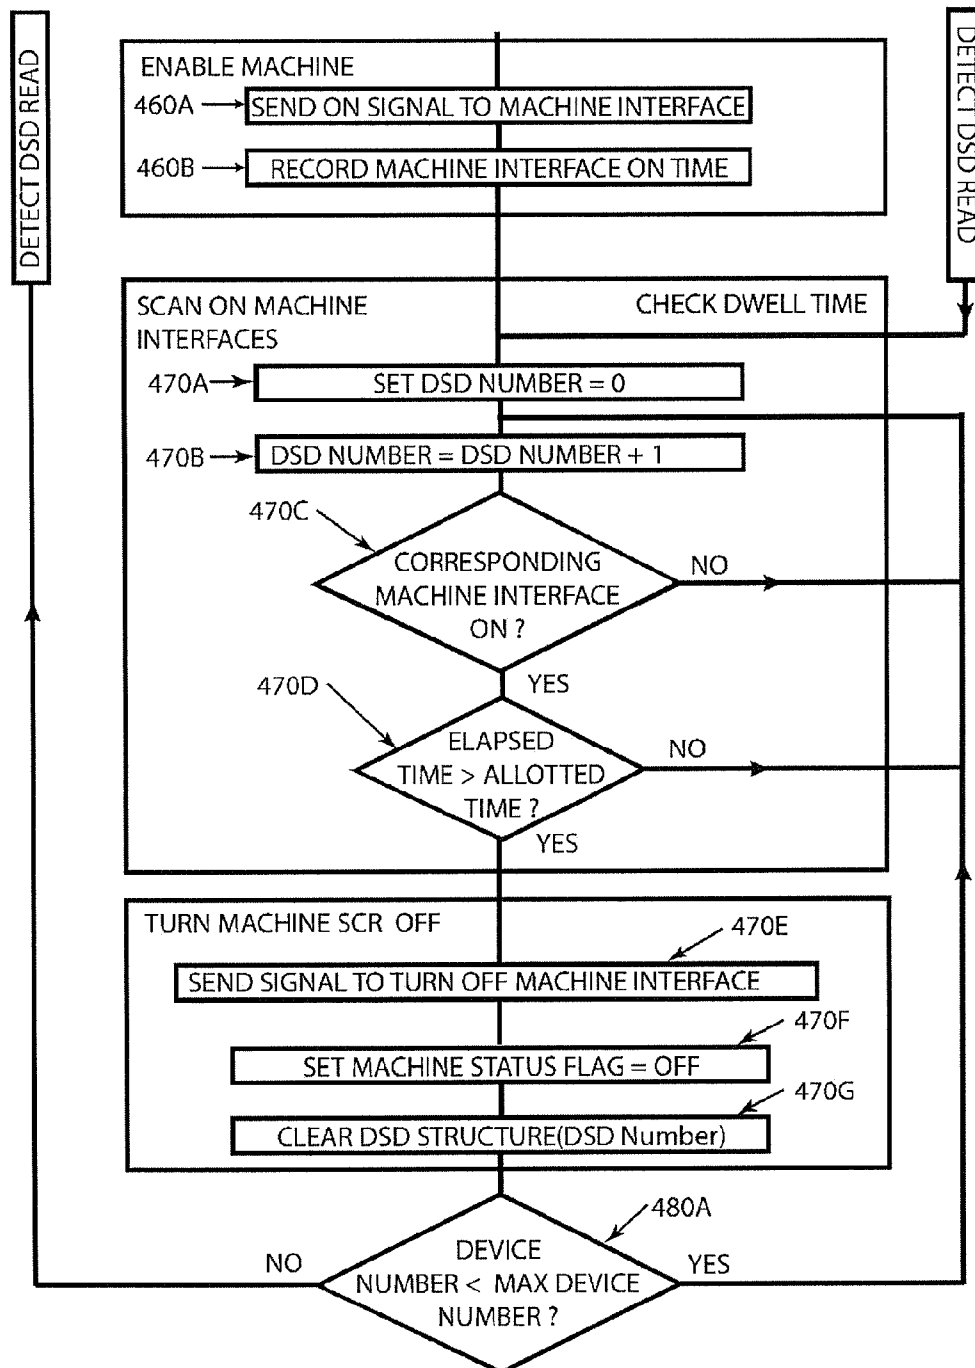 DETECT DSD READ
DETECT DSD READ
ENABLE MACHINE
460A
SEND ON SIGNAL TO MACHINE INTERFACE
460B
RECORD MACHINE INTERFACE ON TIME
SCAN ON MACHINE
INTERFACES
CHECK DWELL TIME
470A
SET DSD NUMBER = 0
470B
DSD NUMBER = DSD NUMBER + 1
470C
CORRESPONDING
MACHINE INTERFACE
ON ?
NO
YES
470D
ELAPSED
TIME > ALLOTTED
TIME ?
NO
YES
TURN MACHINE SCR OFF
470E
SEND SIGNAL TO TURN OFF MACHINE INTERFACE
470F
SET MACHINE STATUS FLAG = OFF
470G
CLEAR DSD STRUCTURE(DSD Number)
480A
NO
DEVICE
NUMBER < MAX DEVICE
NUMBER ?
YES